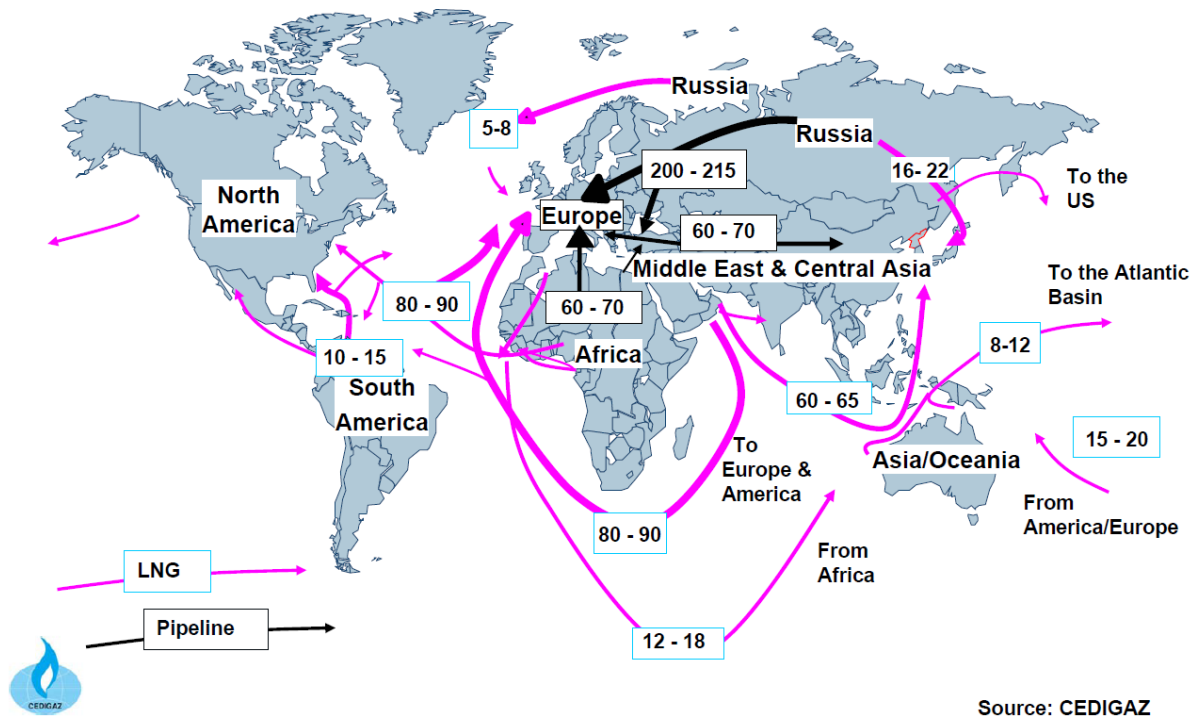 Russia
5-8
Russia
200 - 215
16- 22
To the
US
North
America
Europe
60 - 70
Middle East & Central Asia
To the Atlantic
Basin
80 - 90
60 - 70
10 - 15
Africa
8-12
South
America
60 - 65
15 - 20
To
Europe &
America
Asia/Oceania
From
America/Europe
80 - 90
From
Africa
LNG
Pipeline
12 - 18
CEDIGAZ
Source: CEDIGAZ